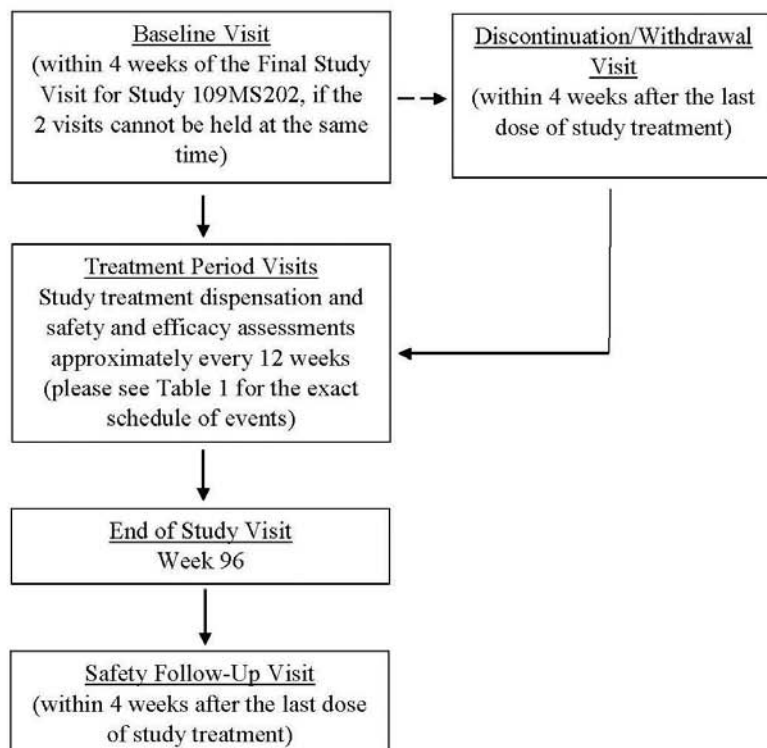 Baseline Visit
(within 4 weeks of the Final Study
Visit for Study 109MS202, if the
2 visits cannot be held at the same
time)
Discontinuation/Withdrawal
Visit
(within 4 weeks after the last
dose of study treatment)
Treatment Period Visits
Study treatment dispensation and
safety and efficacy assessments
approximately every 12 weeks
(please see Table 1 for the exact
schedule of events)
End of Study Visit
Week 96
Safety Follow-Up Visit
(within 4 weeks after the last dose
of study treatment)